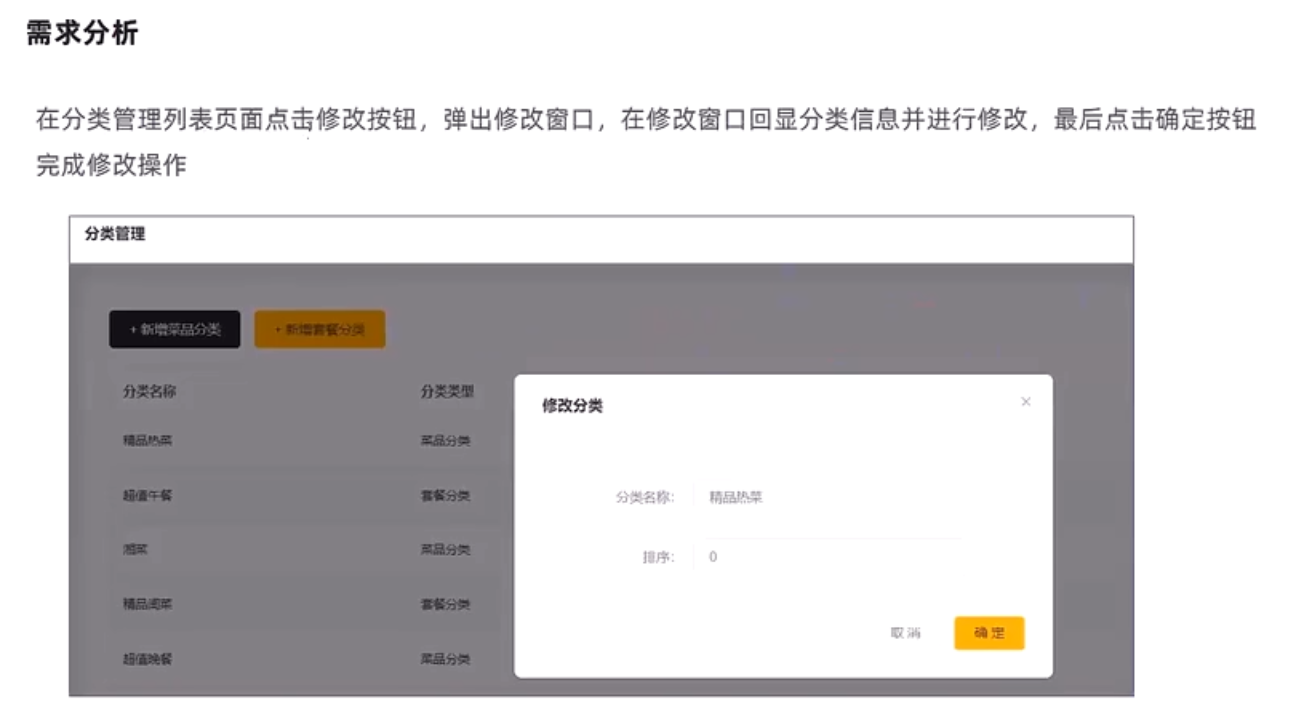 需求分析
在分类管理列表页面点击修改按钮，弹出修改窗口，在修改窗口回显分类信息并进行修改，最后点击确定按钮
完成修改操作
分类管理
+ 新增菜品分类 + 新增套餐分类
分类名称 分类类型
修改分类 ×
精品热菜 菜品分类
超值午餐 套餐分类
分类名称: 精品热菜
湘菜 菜品分类
排序: 0
精品闽菜 套餐分类
取消 确定
超值晚餐 菜品分类